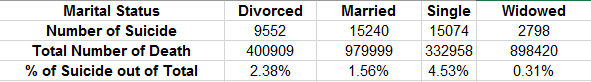 Marital Status Divorced Married Single Widowed
Number of Suicide 9552 15240 15074 2798
Total Number of Death 400909 979999 332958 898420
% of Suicide out of Total 2.38% 1.56% 4.53% 0.31%